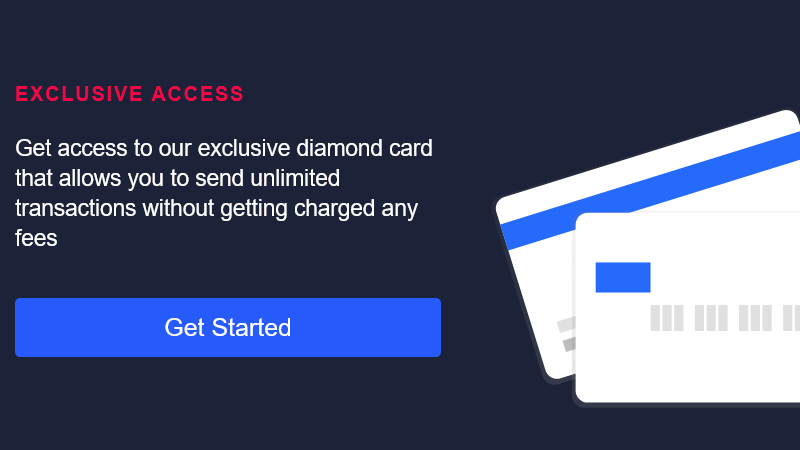 EXCLUSIVE ACCESS
Get access to our exclusive diamond card
that allows you to send unlimited
transactions without getting charged any
fees
Get Started